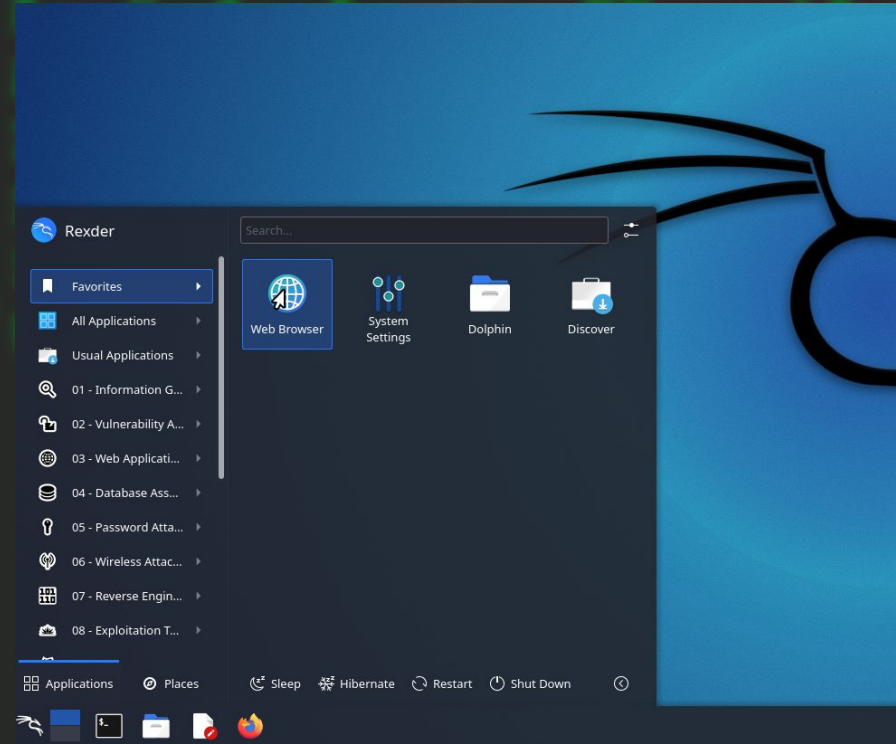 Rexder
Search...
Favorites
All Applications
Usual Applications
01 - Information G...
02 - Vulnerability A...
03 - Web Applicati...
04 - Database Ass...
05 - Password Atta...
06 - Wireless Attac...
07 - Reverse Engin...
08 - Exploitation T...
Web Browser
System
Settings
Dolphin
Discover
Applications
Places
Sleep
Hibernate
Restart
Shut Down